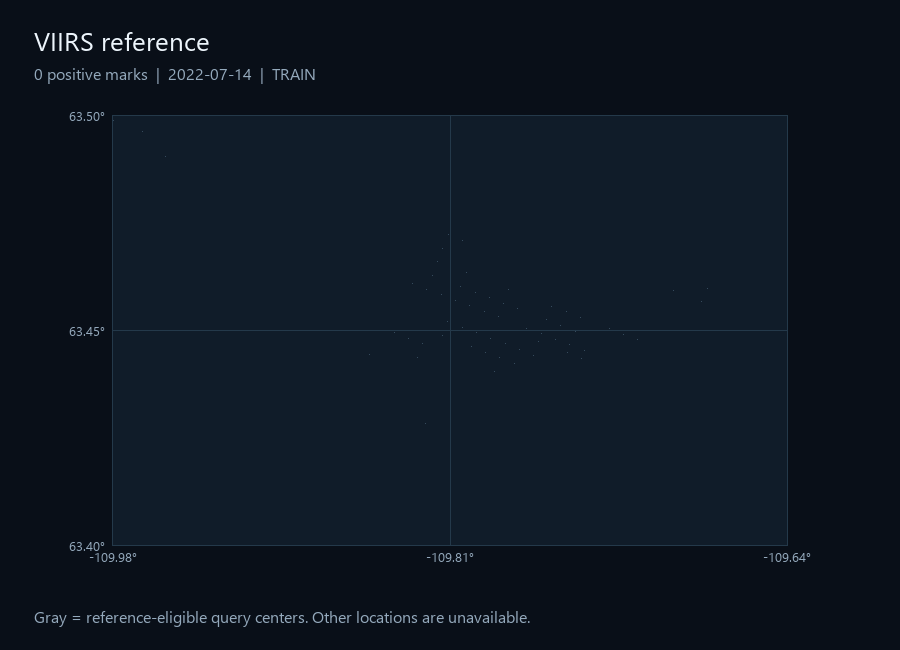 VIIRS reference
0 positive marks | 2022-07-14 | TRAIN
63.50°
63.45°
63.40°
-109.98°
-109.81°
-109.64°
Gray = reference-eligible query centers. Other locations are unavailable.